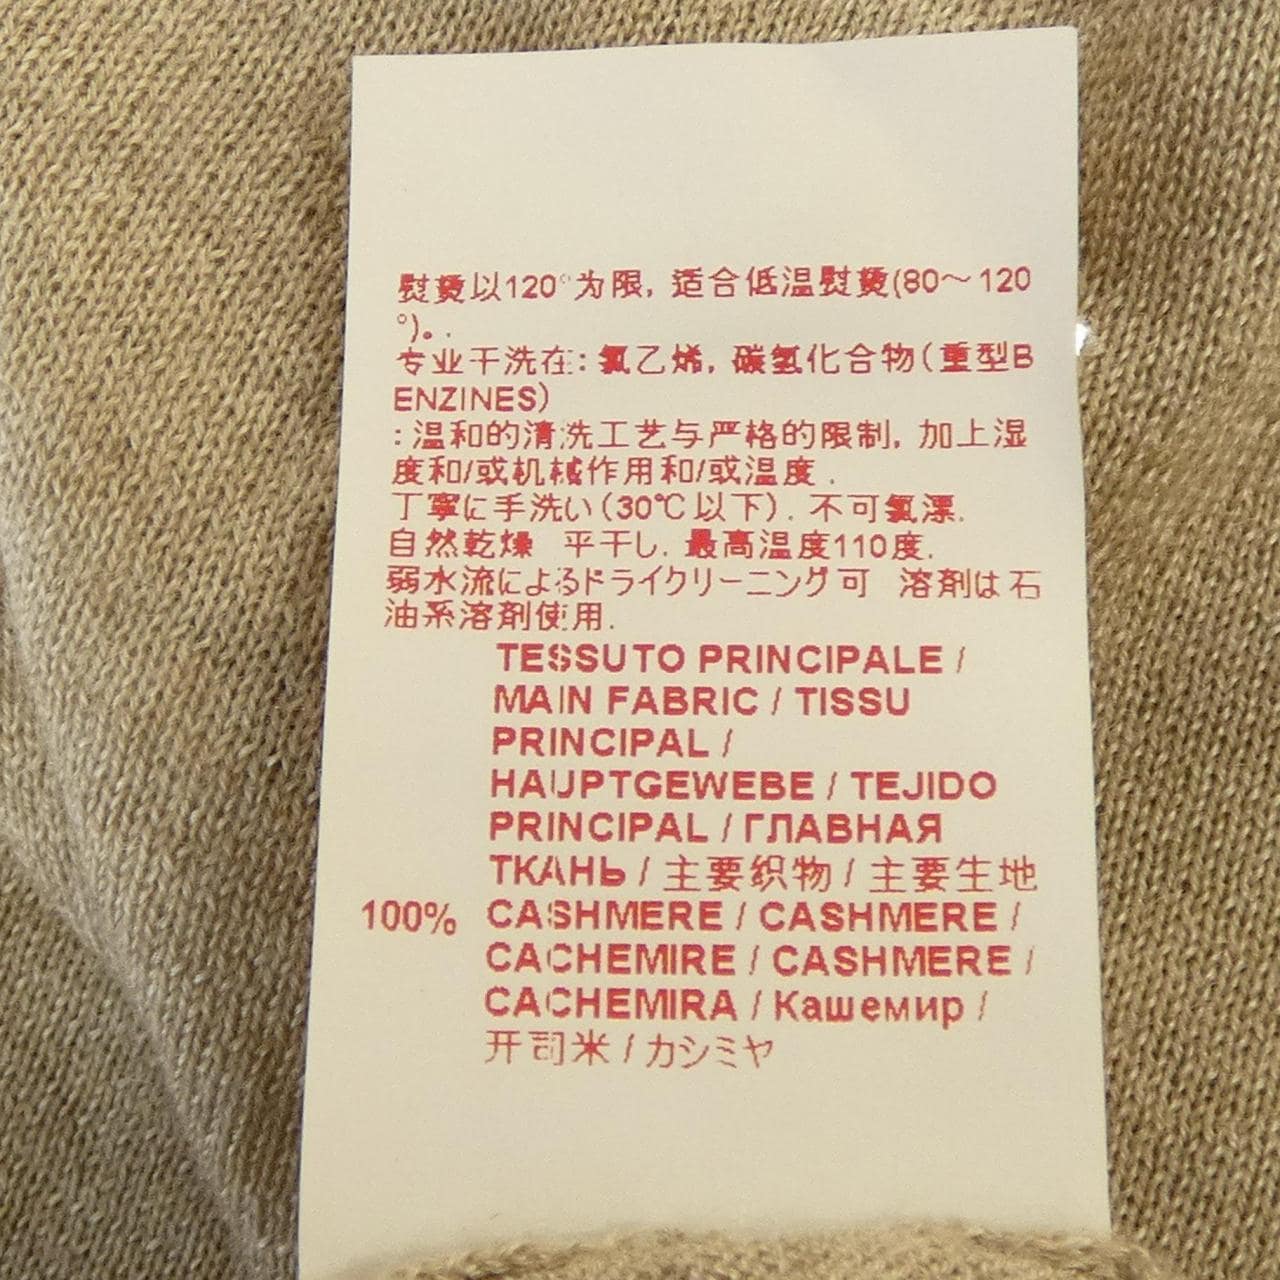 熨烫以120°为限, 适合低温熨烫(80～120
°)。.
专业干洗在: 氯乙烯, 碳氢化合物(重型B
ENZINES)
:温和的清洗工艺与严格的限制, 加上湿
度和/或机械作用和/或温度.
丁寧に手洗い(30℃以下). 不可氯漂.
自然乾燥 平干し. 最高温度110度.
弱水流によるドライクリーニング可 溶剤は石
油系溶剤使用.
TESSUTO PRINCIPALE /
MAIN FABRIC / TISSU
PRINCIPAL /
HAUPTGEWEBE / TEJIDO
PRINCIPAL / ГЛАВНАЯ
ТКАНЬ / 主要织物 / 主要生地
100% CASHMERE / CASHMERE /
CACHEMIRE / CASHMERE /
CACHEMIRA / Кашемир /
开司米 / カシミヤ